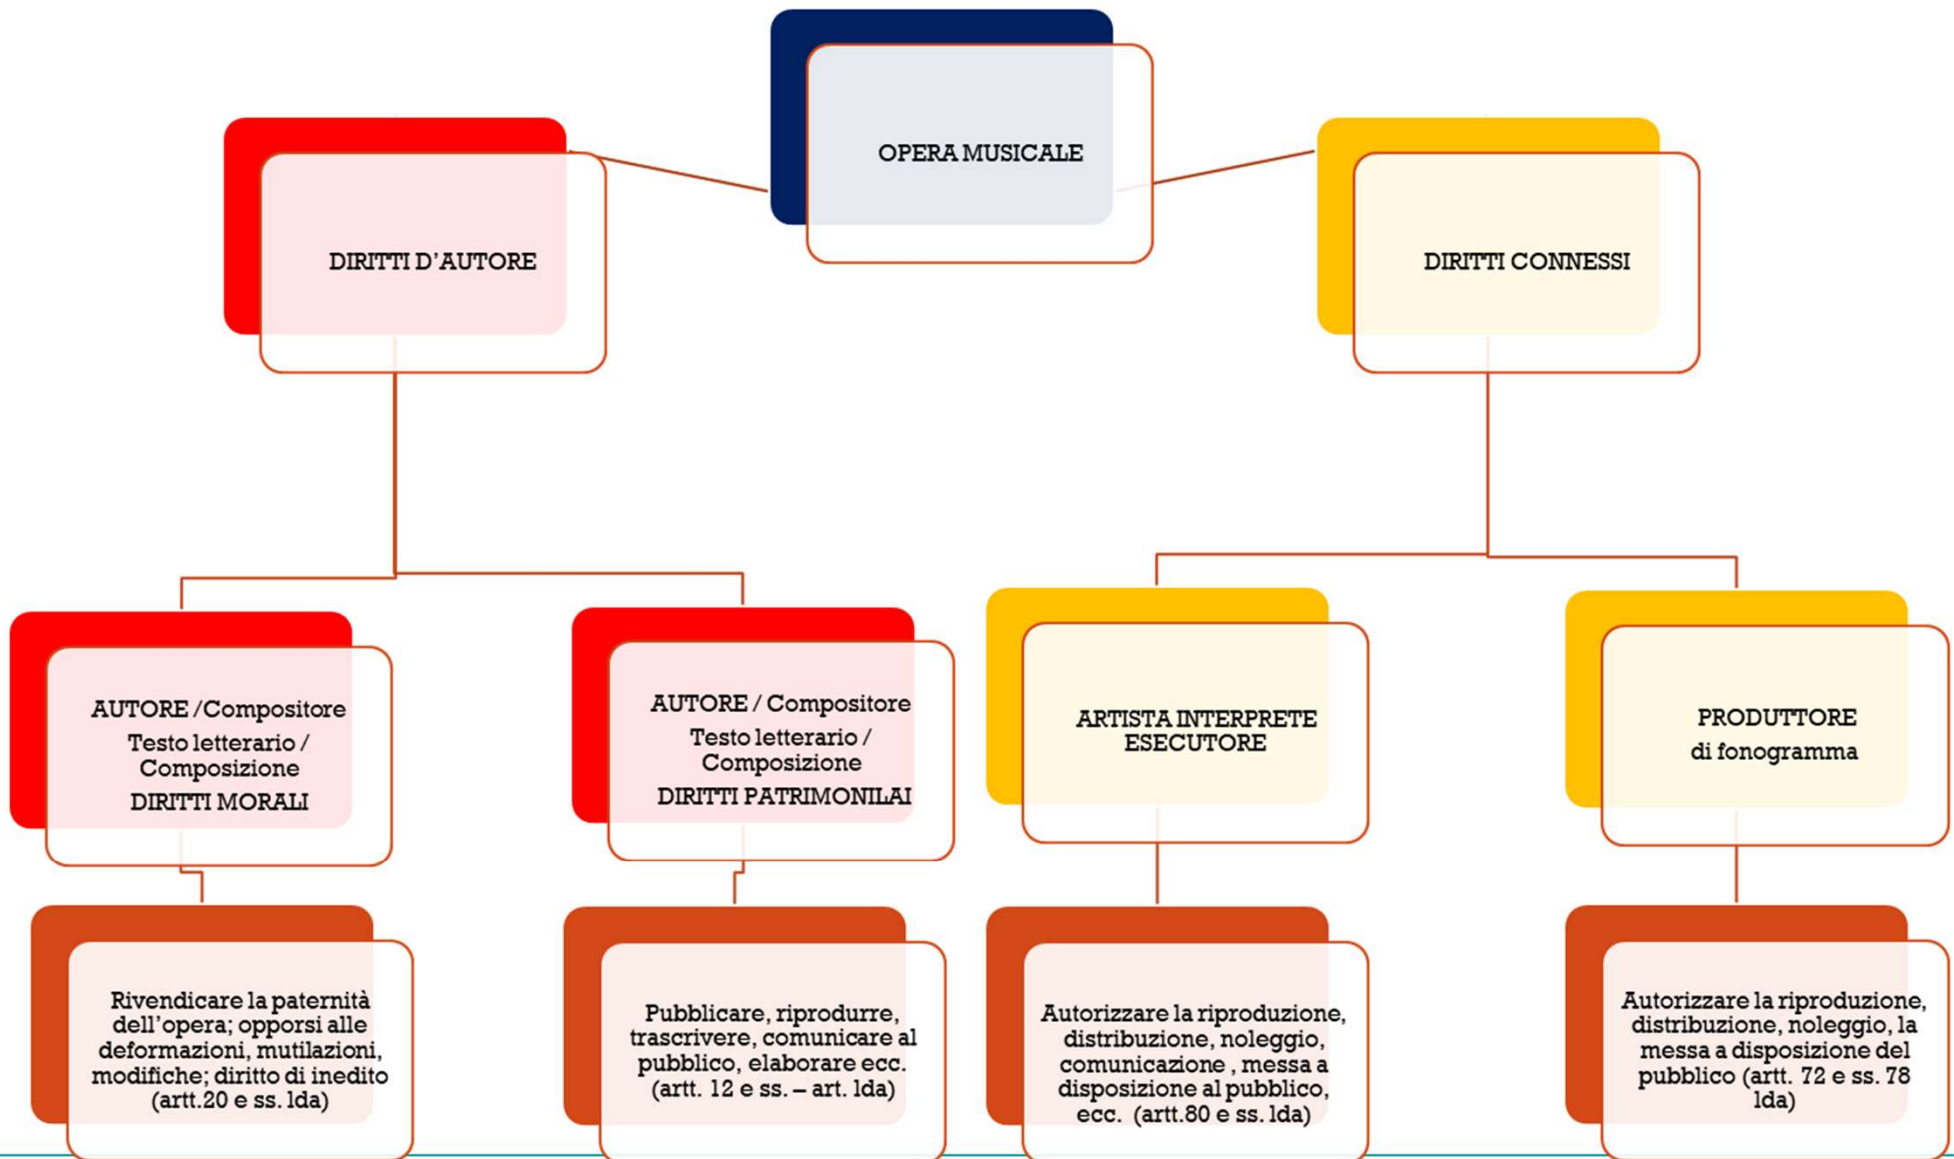 OPERA MUSICALE
DIRITTI D'AUTORE
DIRITTI CONNESSI
AUTORE /Compositore
Testo letterario /
Composizione
DIRITTI MORALI
AUTORE / Compositore
Testo letterario /
Composizione
DIRITTI PATRIMONILAI
ARTISTA INTERPRETE
ESECUTORE
PRODUTTORE
di fonogramma
Rivendicare la paternità
dell'opera; opporsi alle
deformazioni, mutilazioni,
modifiche; diritto di inedito
(artt.20 e ss. lda)
Pubblicare, riprodurre,
trascrivere, comunicare al
pubblico, elaborare ecc.
(artt. 12 e ss. – art. lda)
Autorizzare la riproduzione,
distribuzione, noleggio,
comunicazione , messa a
disposizione al pubblico,
ecc. (artt.80 e ss. lda)
Autorizzare la riproduzione,
distribuzione, noleggio, la
messa a disposizione del
pubblico (artt. 72 e ss. 78
lda)